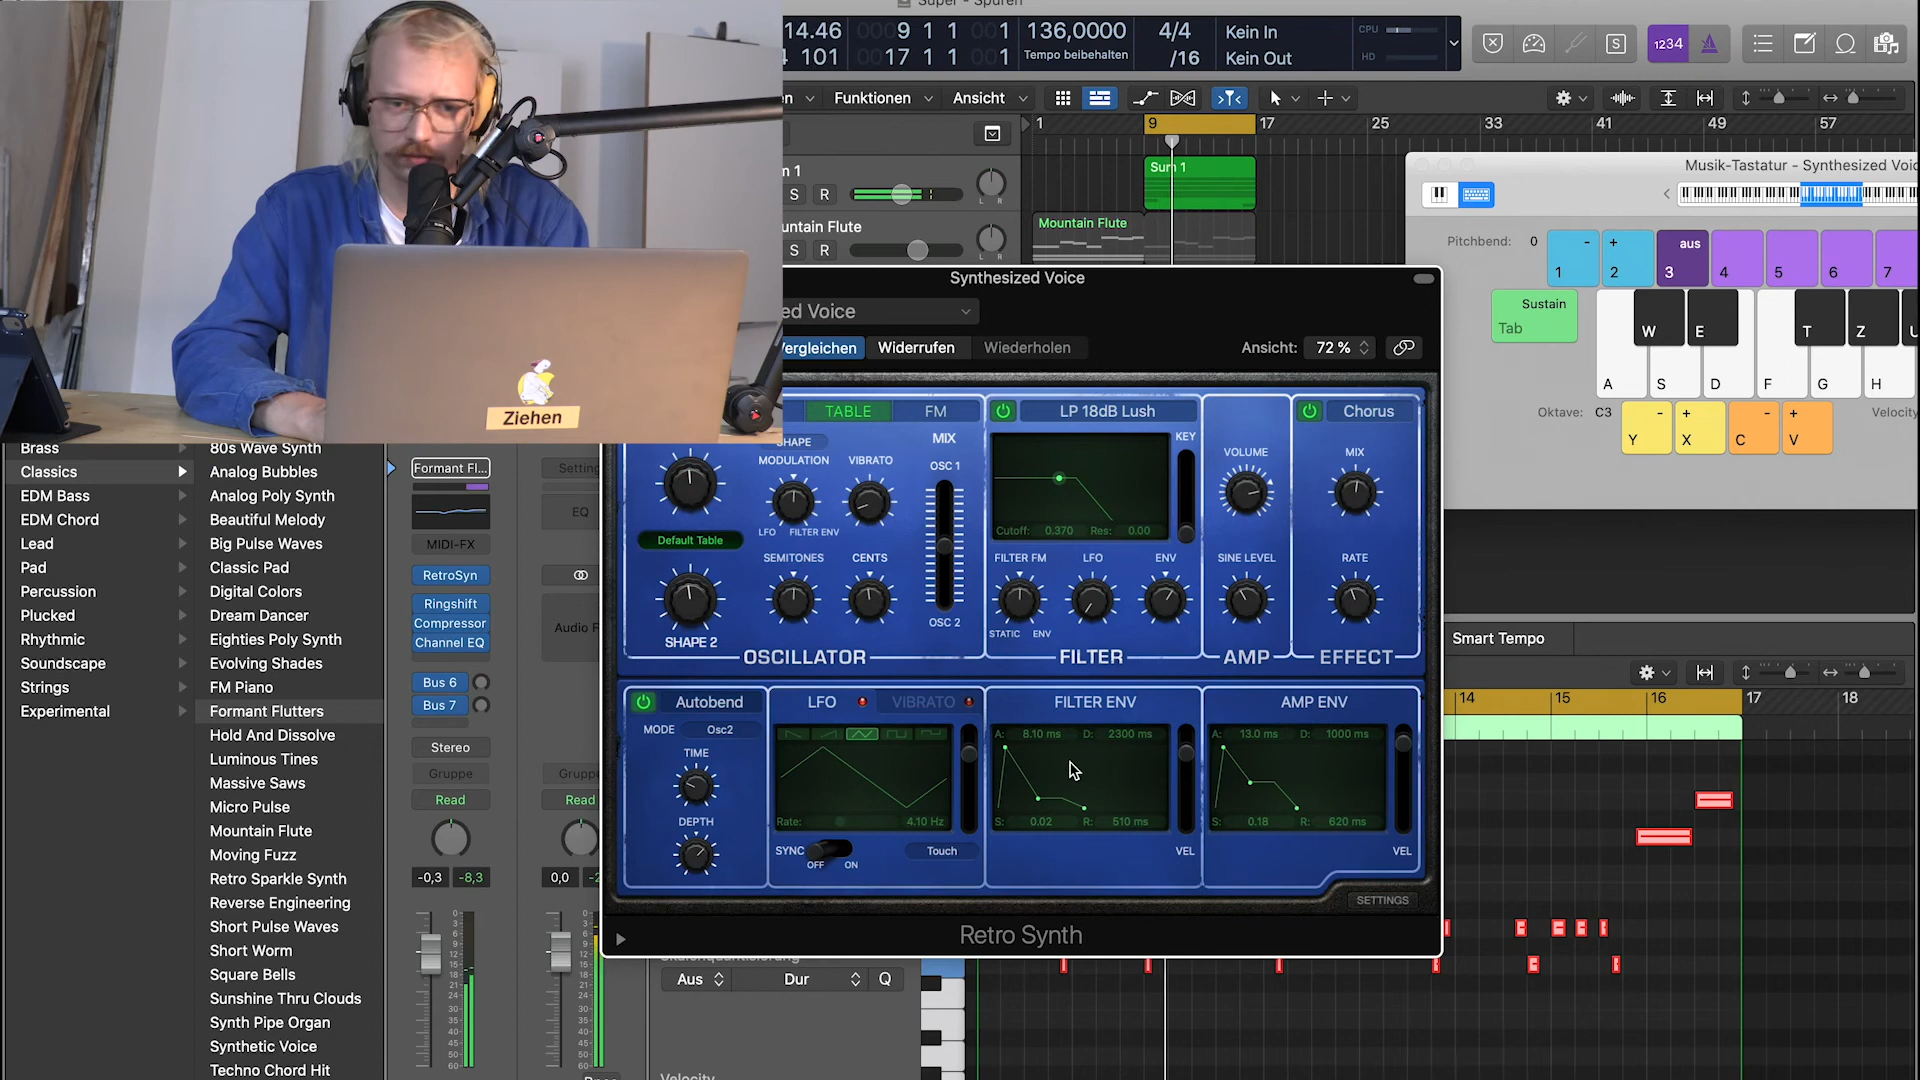 Super - Spuren
14.46
9 1 1 1
136,0000
4/4
Kein In
CPU
101
17 1 1 1
Tempo beibehalten
/16
Kein Out
HD
S
1234
Funktionen
Ansicht
1
9
17
25
33
41
49
57
S
R
L R
Sum 1
Mountain Flute
S
R
L R
Mountain Flute
Musik-Tastatur - Synthesized Voic
Pitchbend: 0
-
1
+
2
aus
3
4
5
6
7
Sustain
Tab
W
E
T
Z
U
A
S
D
F
G
H
Oktave: C3
-
Y
+
X
-
C
+
V
Velocity
Ziehen
Synthesized Voice
ed Voice
Vergleichen
Widerrufen
Wiederholen
Ansicht:
72 %
TABLE
FM
LP 18dB Lush
Chorus
SHAPE
MODULATION
VIBRATO
MIX
OSC 1
KEY
VOLUME
MIX
LFO
FILTER ENV
Default Table
Cutoff: 0.370 Res: 0.00
SEMITONES
CENTS
FILTER FM
LFO
ENV
SINE LEVEL
RATE
SHAPE 2
OSC 2
STATIC ENV
OSCILLATOR
FILTER
AMP
EFFECT
Autobend
LFO
VIBRATO
FILTER ENV
AMP ENV
MODE Osc2
TIME
DEPTH
A: 8.10 ms D: 2300 ms
A: 13.0 ms D: 1000 ms
Rate: 4.10 Hz
S: 0.02 R: 510 ms
S: 0.18 R: 620 ms
SYNC
OFF
ON
Touch
VEL
VEL
SETTINGS
Retro Synth
Brass
Classics
EDM Bass
EDM Chord
Lead
Pad
Percussion
Plucked
Rhythmic
Soundscape
Strings
Experimental
80s Wave Synth
Analog Bubbles
Analog Poly Synth
Beautiful Melody
Big Pulse Waves
Classic Pad
Digital Colors
Dream Dancer
Eighties Poly Synth
Evolving Shades
FM Piano
Formant Flutters
Hold And Dissolve
Luminous Tines
Massive Saws
Micro Pulse
Mountain Flute
Moving Fuzz
Retro Sparkle Synth
Reverse Engineering
Short Pulse Waves
Short Worm
Square Bells
Sunshine Thru Clouds
Synth Pipe Organ
Synthetic Voice
Techno Chord Hit
Formant Fl...
MIDI-FX
RetroSyn
Ringshift
Compressor
Channel EQ
Bus 6
Bus 7
Stereo
Gruppe
Read
-0,3
-8,3
Setting
EQ
Audio F
Gruppe
Read
0,0
Aus
Dur
Q
Velocity
Smart Tempo
14
15
16
17
18